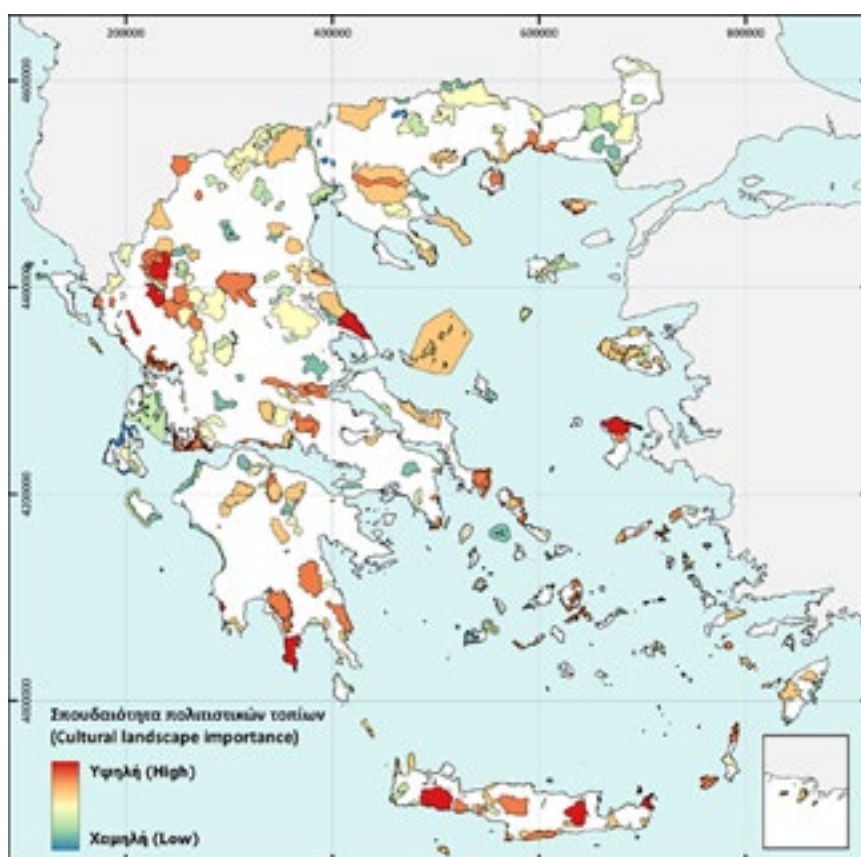 200000 400000 600000 800000
4600000
4400000
4200000
4000000
Σπουδαιότητα πολιτιστικών τοπίων
(Cultural landscape importance)
Υψηλή (High)
Χαμηλή (Low)